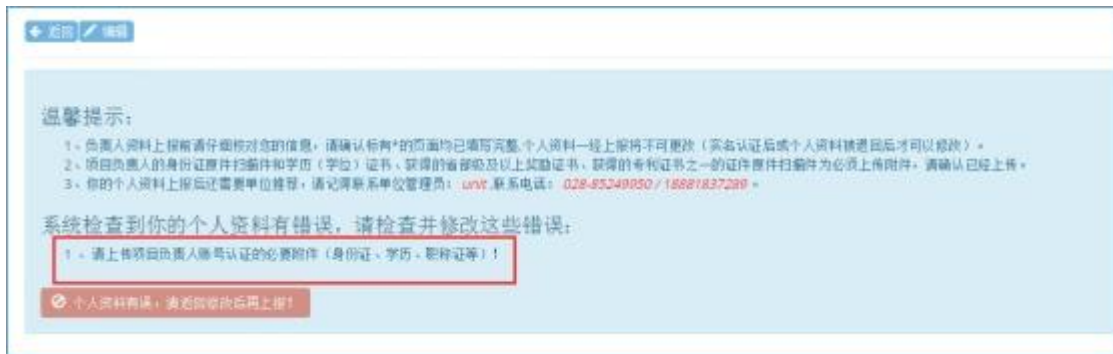 返回 编辑
温馨提示：
1、负责人资料上报前请仔细核对您的信息，请确认标有*的页面均已填写完整，个人资料一经上报将不可更改（实名认证后或个人资料被退回后才可以修改）。
2、项目负责人的身份证原件扫描件和学历（学位）证书、获得的省部级及以上奖励证书、获得的专利证书之一的证件原件扫描件为必须上传附件，请确认已经上传。
3、你的个人资料上报后还需要单位推荐，请记得联系单位管理员：unit，联系电话：028-85249950 / 18881837289。
系统检查到你的个人资料有错误，请检查并修改这些错误：
1、请上传项目负责人账号认证的必要附件（身份证、学历、职称证等）！
个人资料有误，请返回修改后再上报！